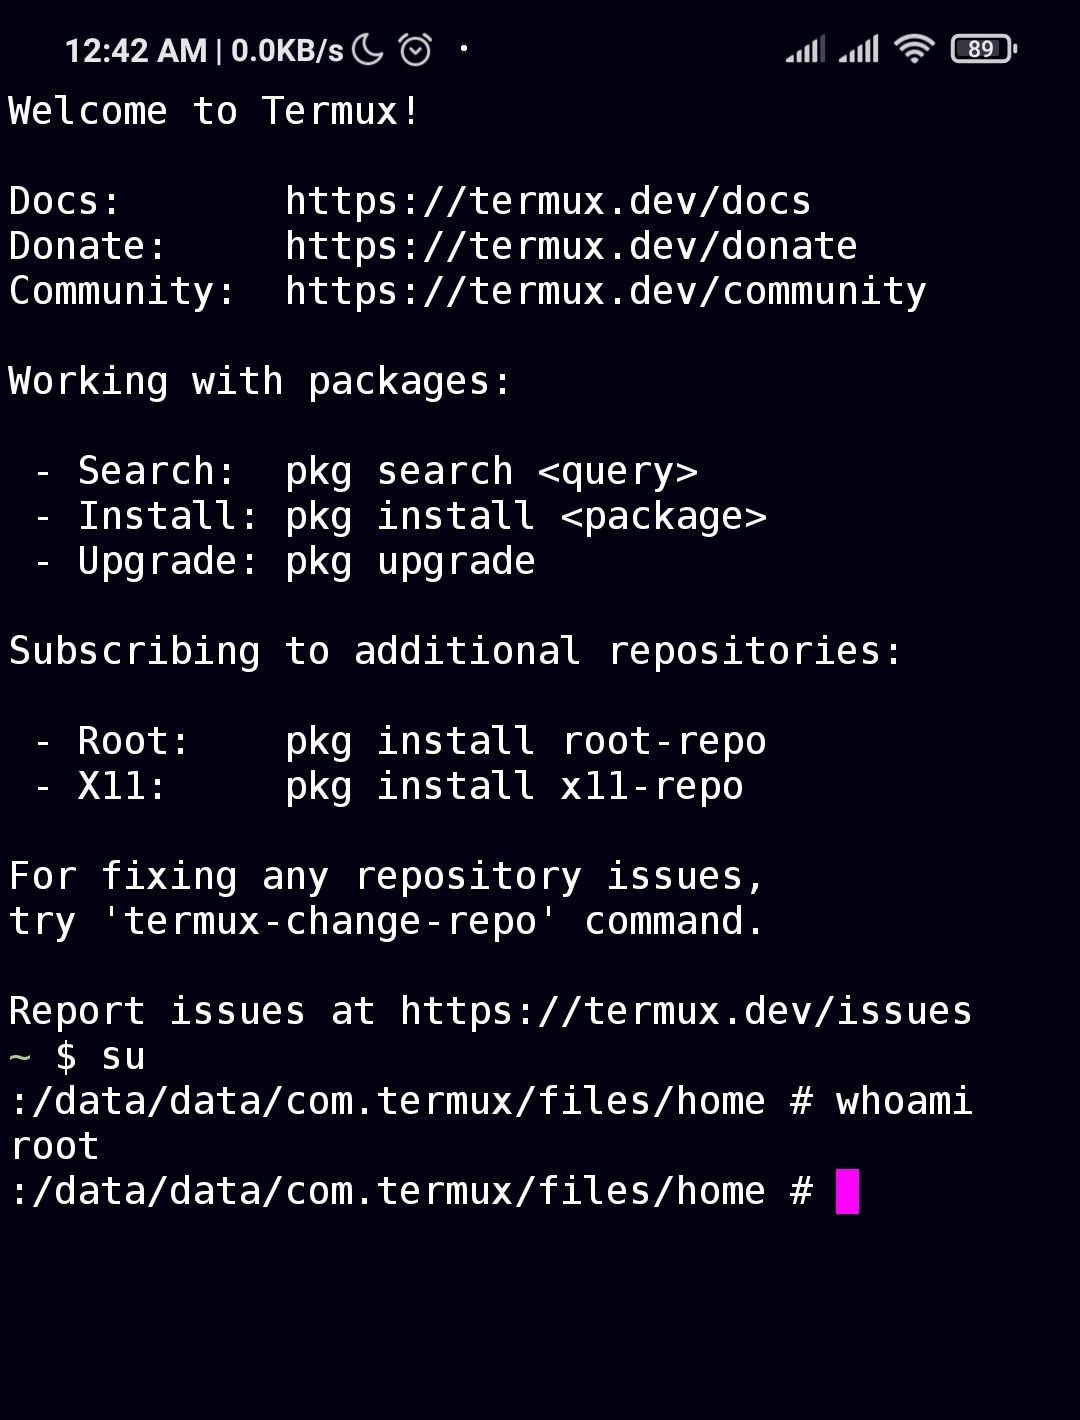 12:42 AM | 0.0KB/s 89
Welcome to Termux!
Docs: https://termux.dev/docs
Donate: https://termux.dev/donate
Community: https://termux.dev/community
Working with packages:
- Search: pkg search <query>
- Install: pkg install <package>
- Upgrade: pkg upgrade
Subscribing to additional repositories:
- Root: pkg install root-repo
- X11: pkg install x11-repo
For fixing any repository issues,
try 'termux-change-repo' command.
Report issues at https://termux.dev/issues
~ $ su
:/data/data/com.termux/files/home # whoami
root
:/data/data/com.termux/files/home #